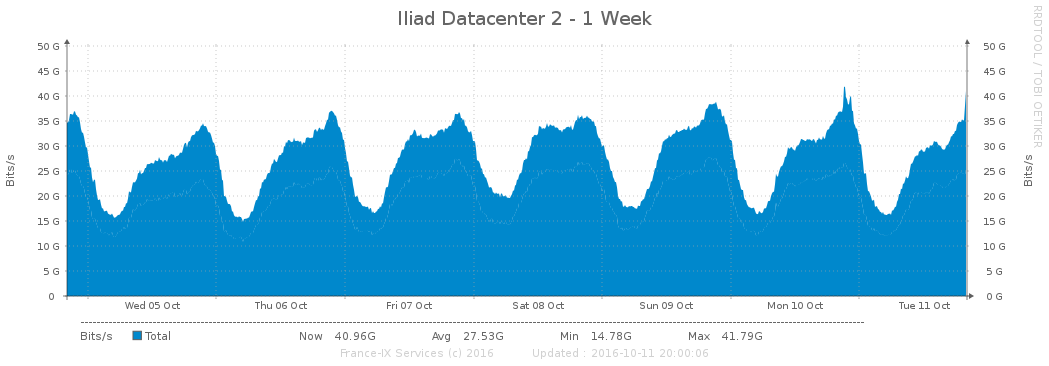 Iliad Datacenter 2 - 1 Week
RRDTOOL / TOBI OETIKER
Bits/s
50 G
45 G
40 G
35 G
30 G
25 G
20 G
15 G
10 G
5 G
0
50 G
45 G
40 G
35 G
30 G
25 G
20 G
15 G
10 G
5 G
0 G
Bits/s
Wed 05 Oct Thu 06 Oct Fri 07 Oct Sat 08 Oct Sun 09 Oct Mon 10 Oct Tue 11 Oct
Bits/s Total Now 40.96G Avg 27.53G Min 14.78G Max 41.79G
France-IX Services (c) 2016 Updated : 2016-10-11 20:00:06